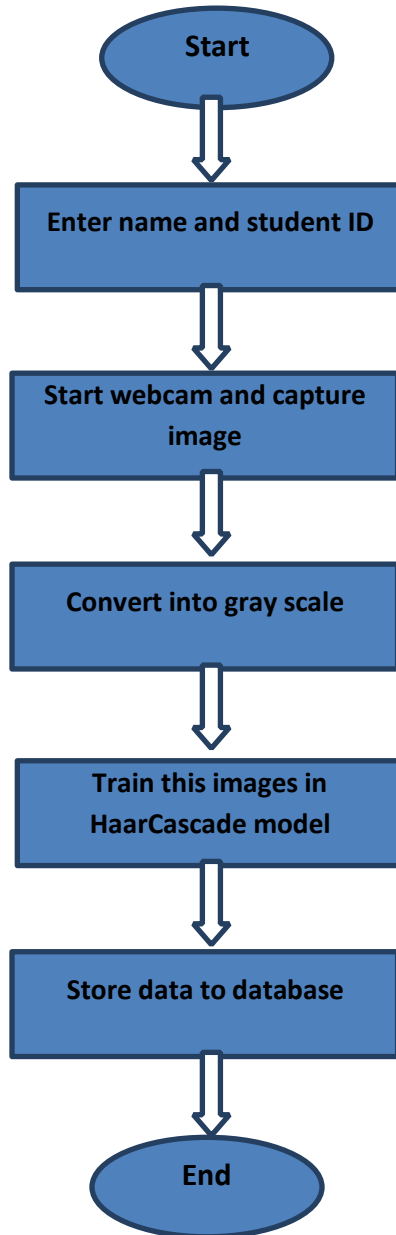 Start
Enter name and student ID
Start webcam and capture
image
Convert into gray scale
Train this images in
HaarCascade model
Store data to database
End